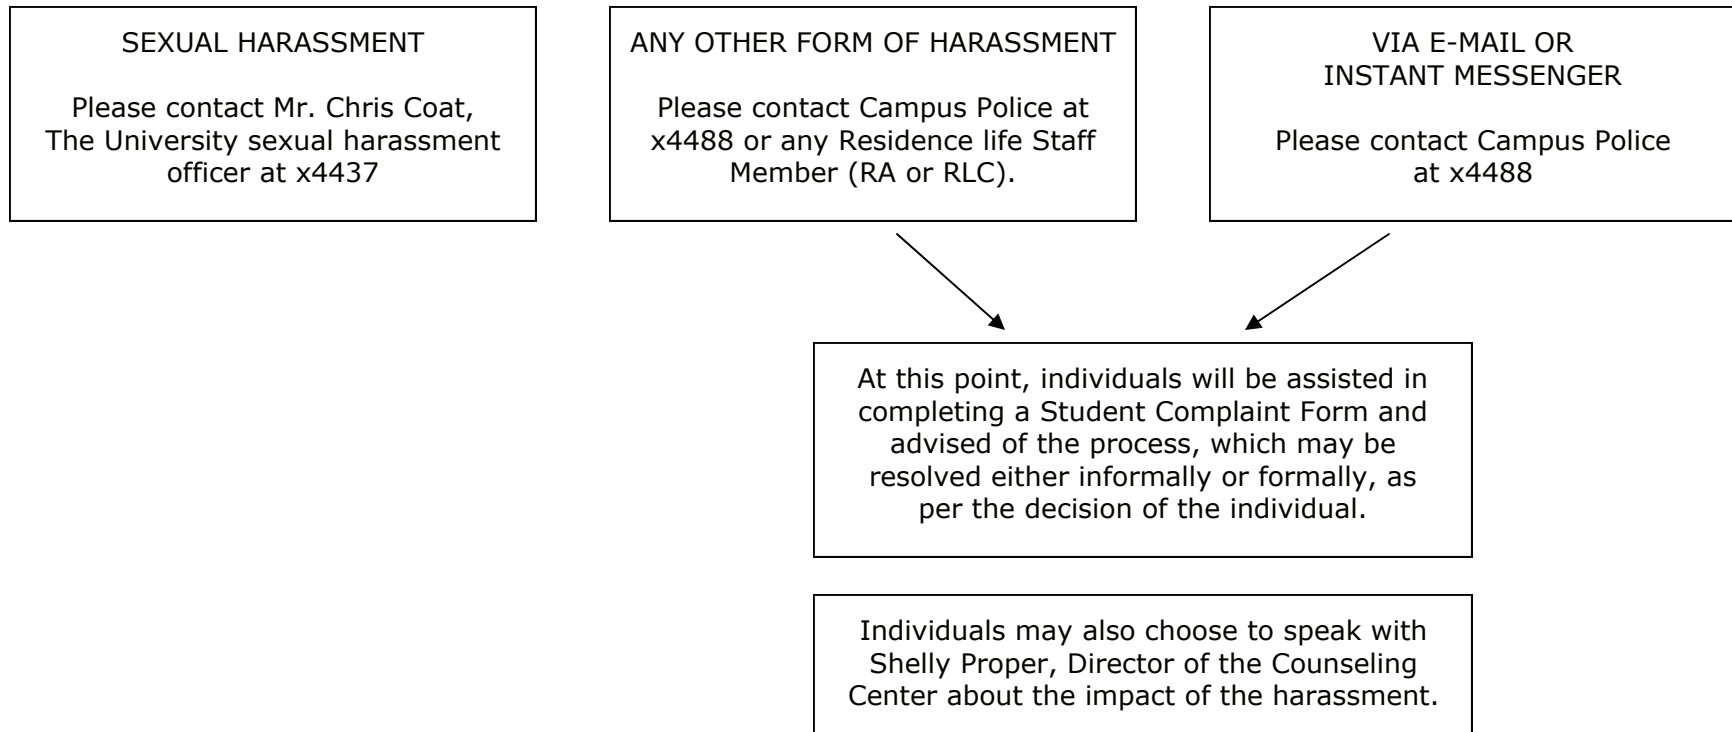 SEXUAL HARASSMENT
Please contact Mr. Chris Coat,
The University sexual harassment
officer at x4437
ANY OTHER FORM OF HARASSMENT
Please contact Campus Police at
x4488 or any Residence life Staff
Member (RA or RLC).
VIA E-MAIL OR
INSTANT MESSENGER
Please contact Campus Police
at x4488
At this point, individuals will be assisted in
completing a Student Complaint Form and
advised of the process, which may be
resolved either informally or formally, as
per the decision of the individual.
Individuals may also choose to speak with
Shelly Proper, Director of the Counseling
Center about the impact of the harassment.